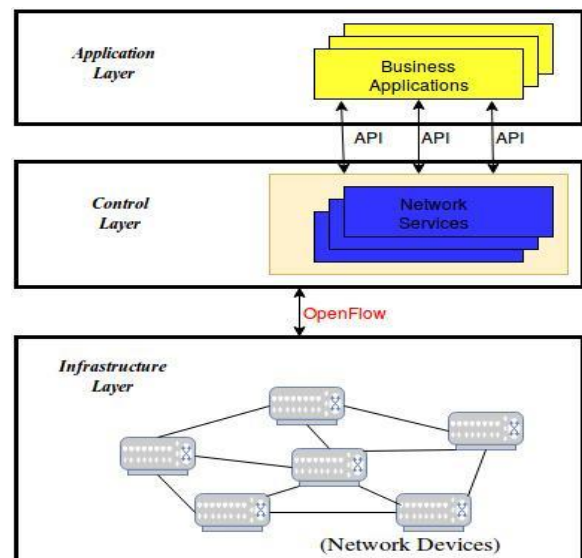 Application
Layer
Business
Applications
API
API
API
Control
Layer
Network
Services
OpenFlow
Infrastructure
Layer
(Network Devices)